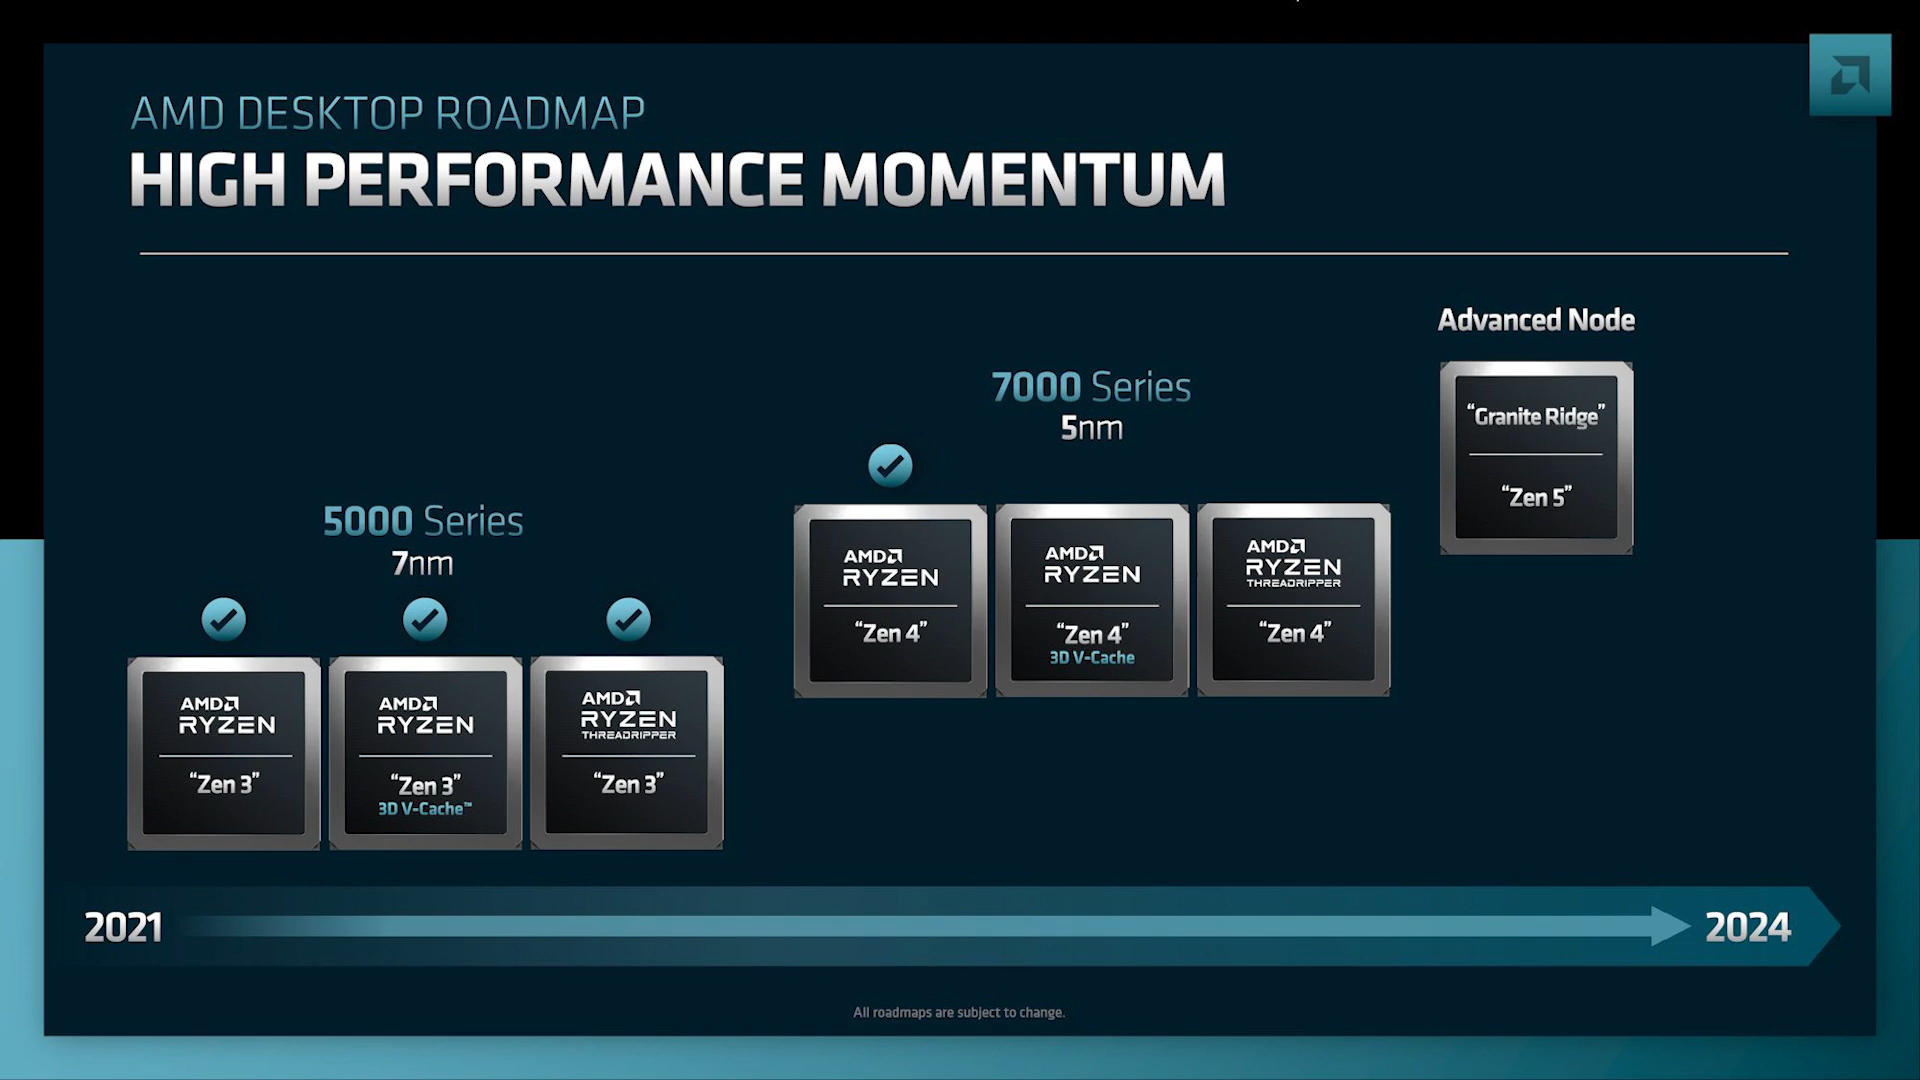 AMD DESKTOP ROADMAP
HIGH PERFORMANCE MOMENTUM
5000 Series
7nm
AMD
RYZEN
“Zen 3”
AMD
RYZEN
“Zen 3”
3D V-Cache™
AMD
RYZEN
THREADRIPPER
“Zen 3”
7000 Series
5nm
AMD
RYZEN
“Zen 4”
AMD
RYZEN
“Zen 4”
3D V-Cache
AMD
RYZEN
THREADRIPPER
“Zen 4”
Advanced Node
“Granite Ridge”
“Zen 5”
2021
2024
All roadmaps are subject to change.